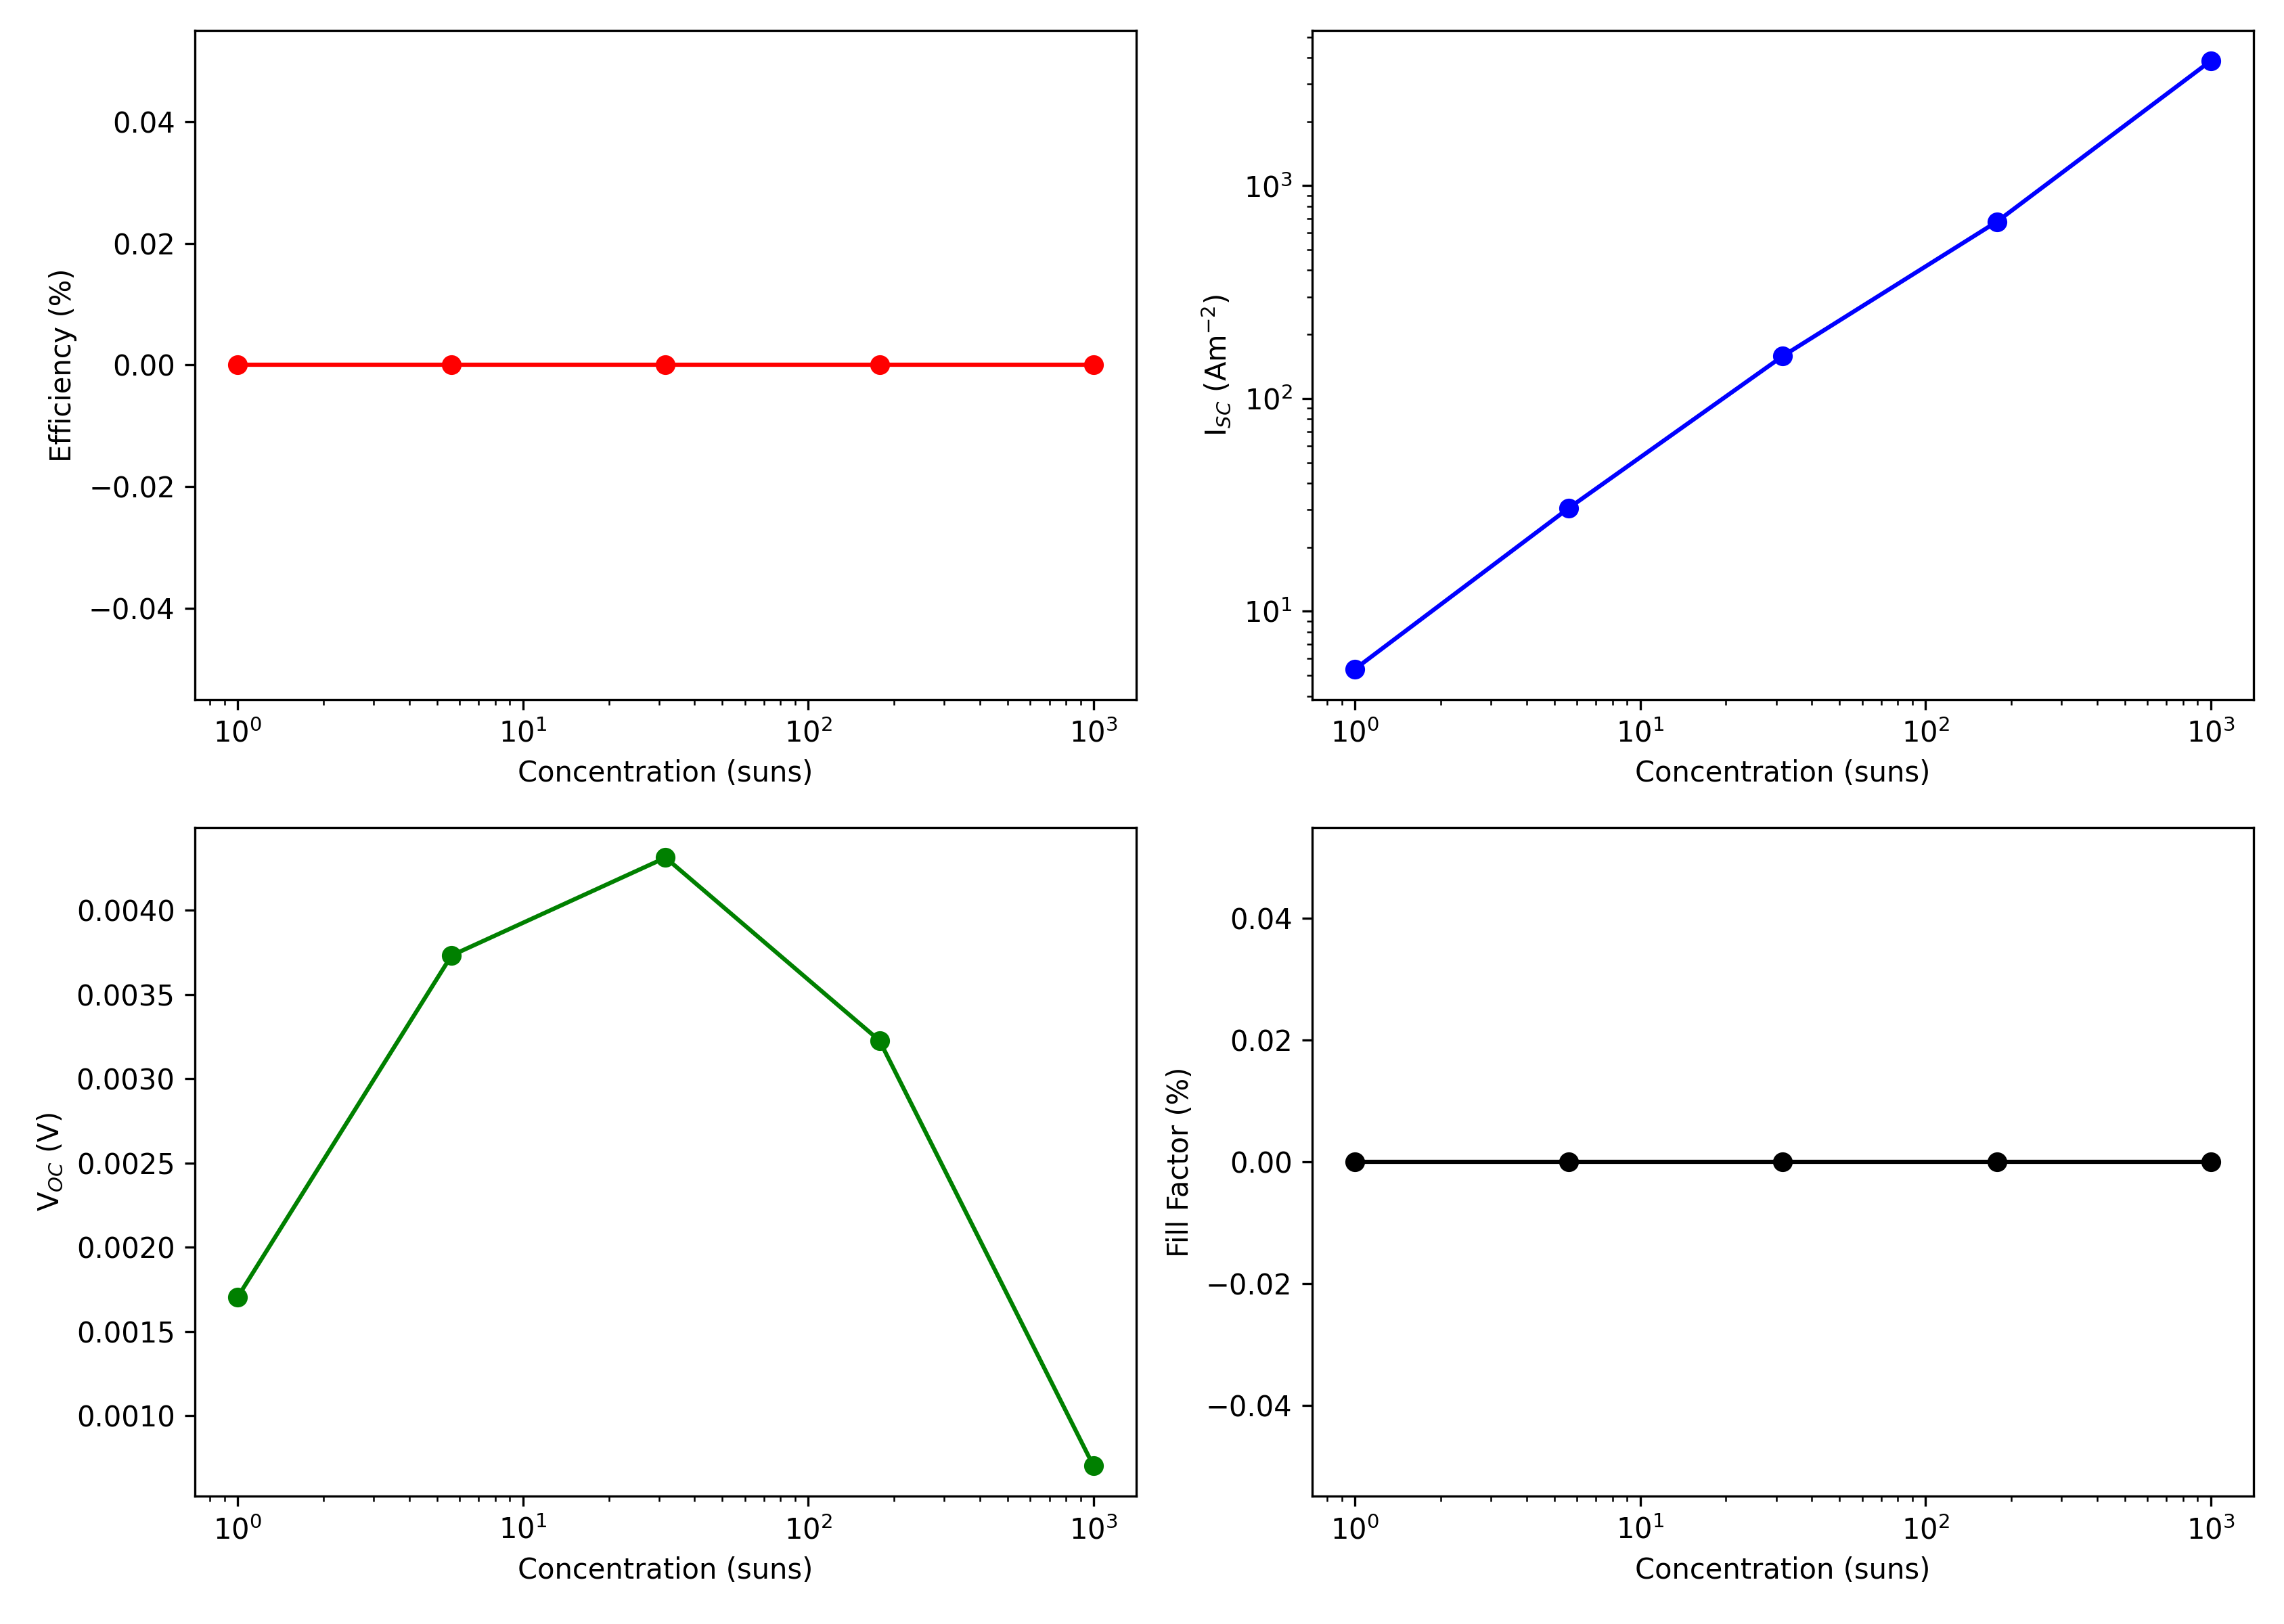 Efficiency (%)
0.04
0.02
0.00
−0.02
−0.04
10⁰ 10¹ 10² 10³
Concentration (suns)
I_SC (Am⁻²)
10³
10²
10¹
10⁰ 10¹ 10² 10³
Concentration (suns)
V_OC (V)
0.0040
0.0035
0.0030
0.0025
0.0020
0.0015
0.0010
10⁰ 10¹ 10² 10³
Concentration (suns)
Fill Factor (%)
0.04
0.02
0.00
−0.02
−0.04
10⁰ 10¹ 10² 10³
Concentration (suns)